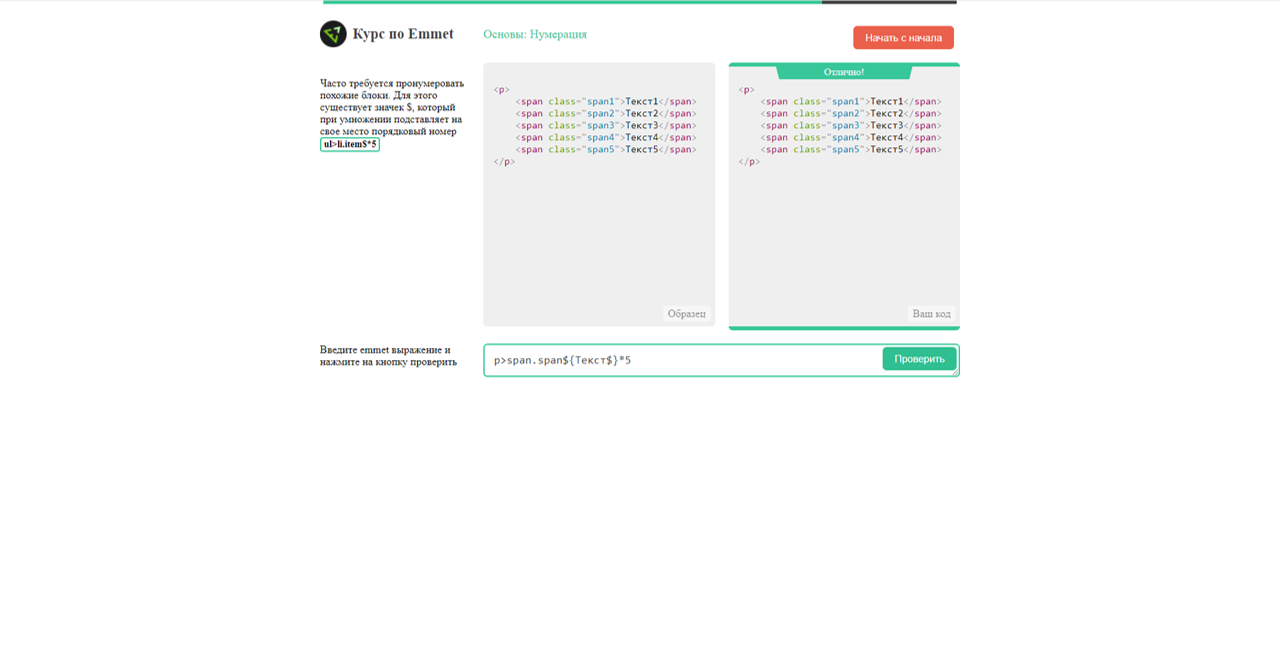 Курс по Emmet
Основы: Нумерация
Начать с начала
Часто требуется пронумеровать
похожие блоки. Для этого
существует значек $, который
при умножении подставляет на
свое место порядковый номер
ul>li.item$*5
<p>
<span class="span1">Текст1</span>
<span class="span2">Текст2</span>
<span class="span3">Текст3</span>
<span class="span4">Текст4</span>
<span class="span5">Текст5</span>
</p>
Образец
Отлично!
<p>
<span class="span1">Текст1</span>
<span class="span2">Текст2</span>
<span class="span3">Текст3</span>
<span class="span4">Текст4</span>
<span class="span5">Текст5</span>
</p>
Ваш код
Введите emmet выражение и
нажмите на кнопку проверить
p>span.span${Текст$}*5
Проверить